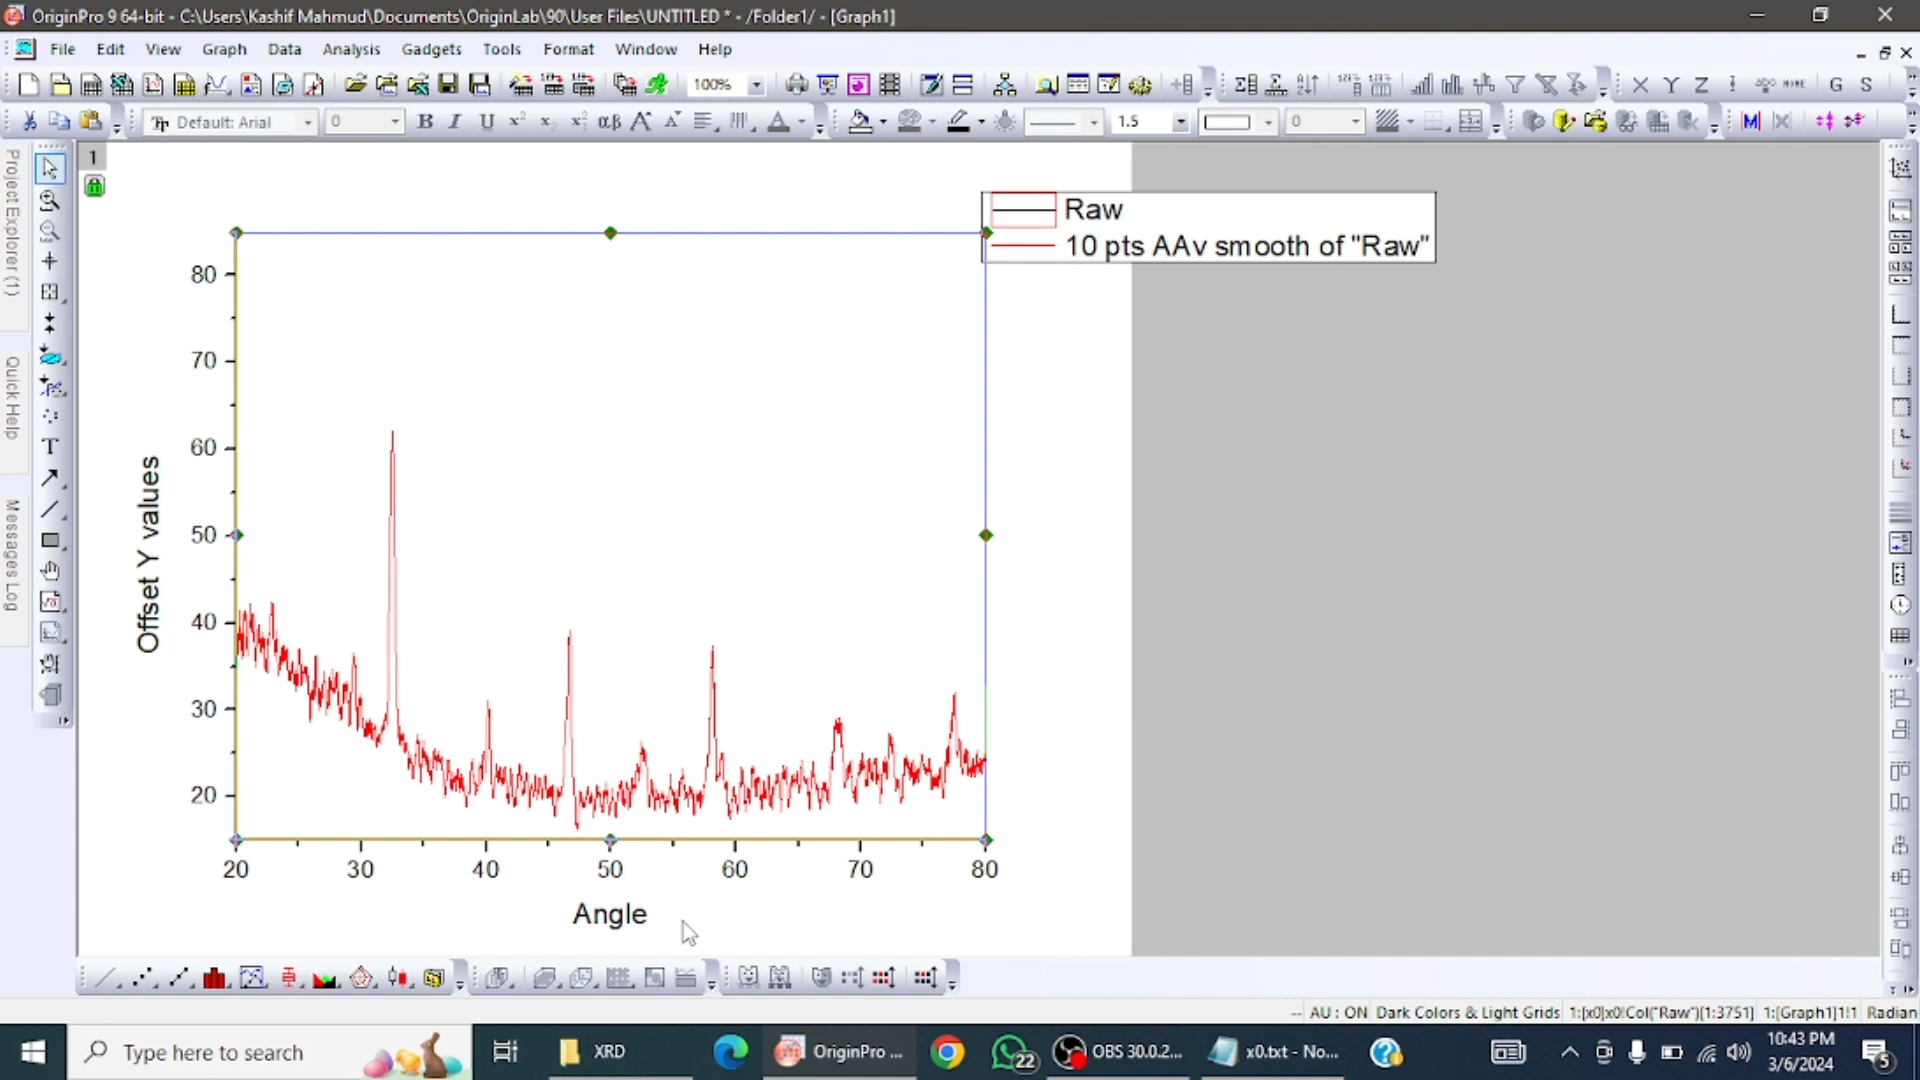 OriginPro 9 64-bit - C:\Users\Kashif Mahmud\Documents\OriginLab\90\User Files\UNTITLED * - /Folder1/ - [Graph1]
File Edit View Graph Data Analysis Gadgets Tools Format Window Help
100%
X Y Z G S
Default: Arial 0 B I U αβ A A 1.5 0
Project Explorer (1)
Quick Help
Messages Log
1
Raw
10 pts AAv smooth of "Raw"
Offset Y values
80
70
60
50
40
30
20
20 30 40 50 60 70 80
Angle
-- AU : ON Dark Colors & Light Grids 1:[x0]x0!Col("Raw")[1:3751] 1:[Graph1]1!1 Radian
Type here to search
XRD
OriginPro ...
22
OBS 30.0.2...
x0.txt - No...
10:43 PM
3/6/2024
5